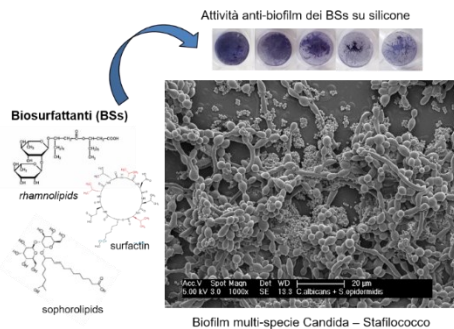 Attività anti-biofilm dei BSs su silicone
Biosurfattanti (BSs)
rhamnolipids
surfactin
sophorolipids
Acc.V Spot Magn Det WD 20 µm
5.00 kV 3.0 1000x SE 13.3 C.albicans + S.epidermidis
Biofilm multi-specie Candida – Stafilococco